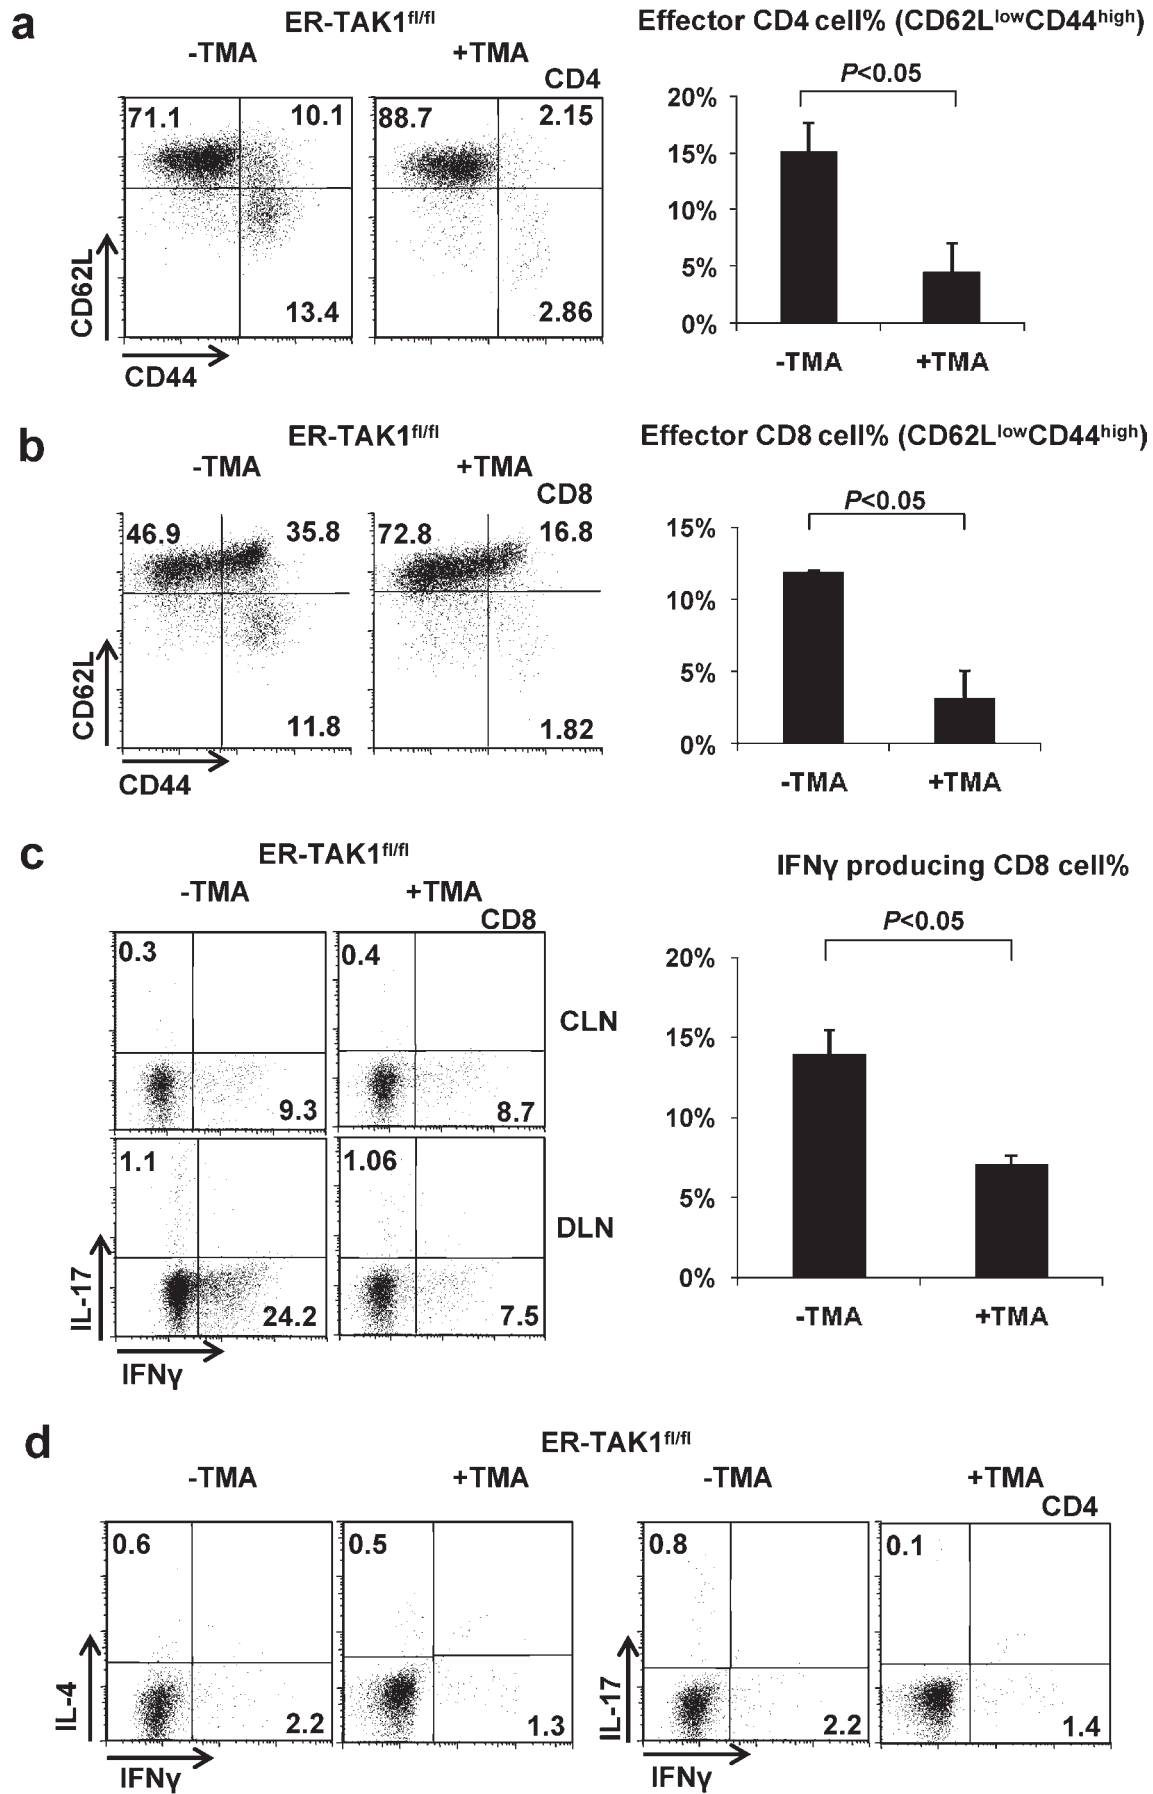 a
ER-TAK1fl/fl
-TMA +TMA
CD4
71.1 10.1 88.7 2.15
13.4 2.86
CD62L
CD44
Effector CD4 cell% (CD62LlowCD44high)
P<0.05
20%
15%
10%
5%
0%
-TMA +TMA
b
ER-TAK1fl/fl
-TMA +TMA
CD8
46.9 35.8 72.8 16.8
11.8 1.82
CD62L
CD44
Effector CD8 cell% (CD62LlowCD44high)
P<0.05
15%
10%
5%
0%
-TMA +TMA
c
ER-TAK1fl/fl
-TMA +TMA
CD8
0.3 0.4
CLN
9.3 8.7
1.1 1.06
DLN
24.2 7.5
IL-17
IFNγ
IFNγ producing CD8 cell%
P<0.05
20%
15%
10%
5%
0%
-TMA +TMA
d
ER-TAK1fl/fl
-TMA +TMA -TMA +TMA
CD4
0.6 0.5 0.8 0.1
2.2 1.3 2.2 1.4
IL-4
IFNγ
IL-17
IFNγ